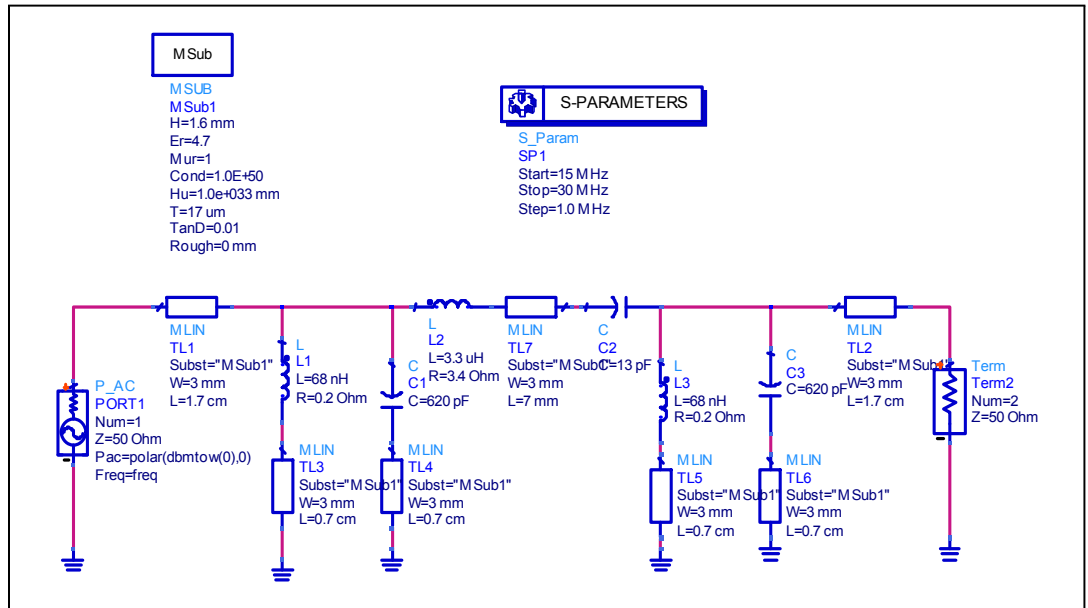 MSub
MSUB
MSub1
H=1.6 mm
Er=4.7
Mur=1
Cond=1.0E+50
Hu=1.0e+033 mm
T=17 um
TanD=0.01
Rough=0 mm
S-PARAMETERS
S_Param
SP1
Start=15 MHz
Stop=30 MHz
Step=1.0 MHz
P_AC
PORT1
Num=1
Z=50 Ohm
Pac=polar(dbmtow(0),0)
Freq=freq
MLIN
TL1
Subst="MSub1"
W=3 mm
L=1.7 cm
L
L1
L=68 nH
R=0.2 Ohm
MLIN
TL3
Subst="MSub1"
W=3 mm
L=0.7 cm
C
C1
C=620 pF
MLIN
TL4
Subst="MSub1"
W=3 mm
L=0.7 cm
L
L2
L=3.3 uH
R=3.4 Ohm
MLIN
TL7
Subst="MSub1"
W=3 mm
L=7 mm
C
C2
C=13 pF
L
L3
L=68 nH
R=0.2 Ohm
MLIN
TL5
Subst="MSub1"
W=3 mm
L=0.7 cm
C
C3
C=620 pF
MLIN
TL6
Subst="MSub1"
W=3 mm
L=0.7 cm
MLIN
TL2
Subst="MSub1"
W=3 mm
L=1.7 cm
Term
Term2
Num=2
Z=50 Ohm